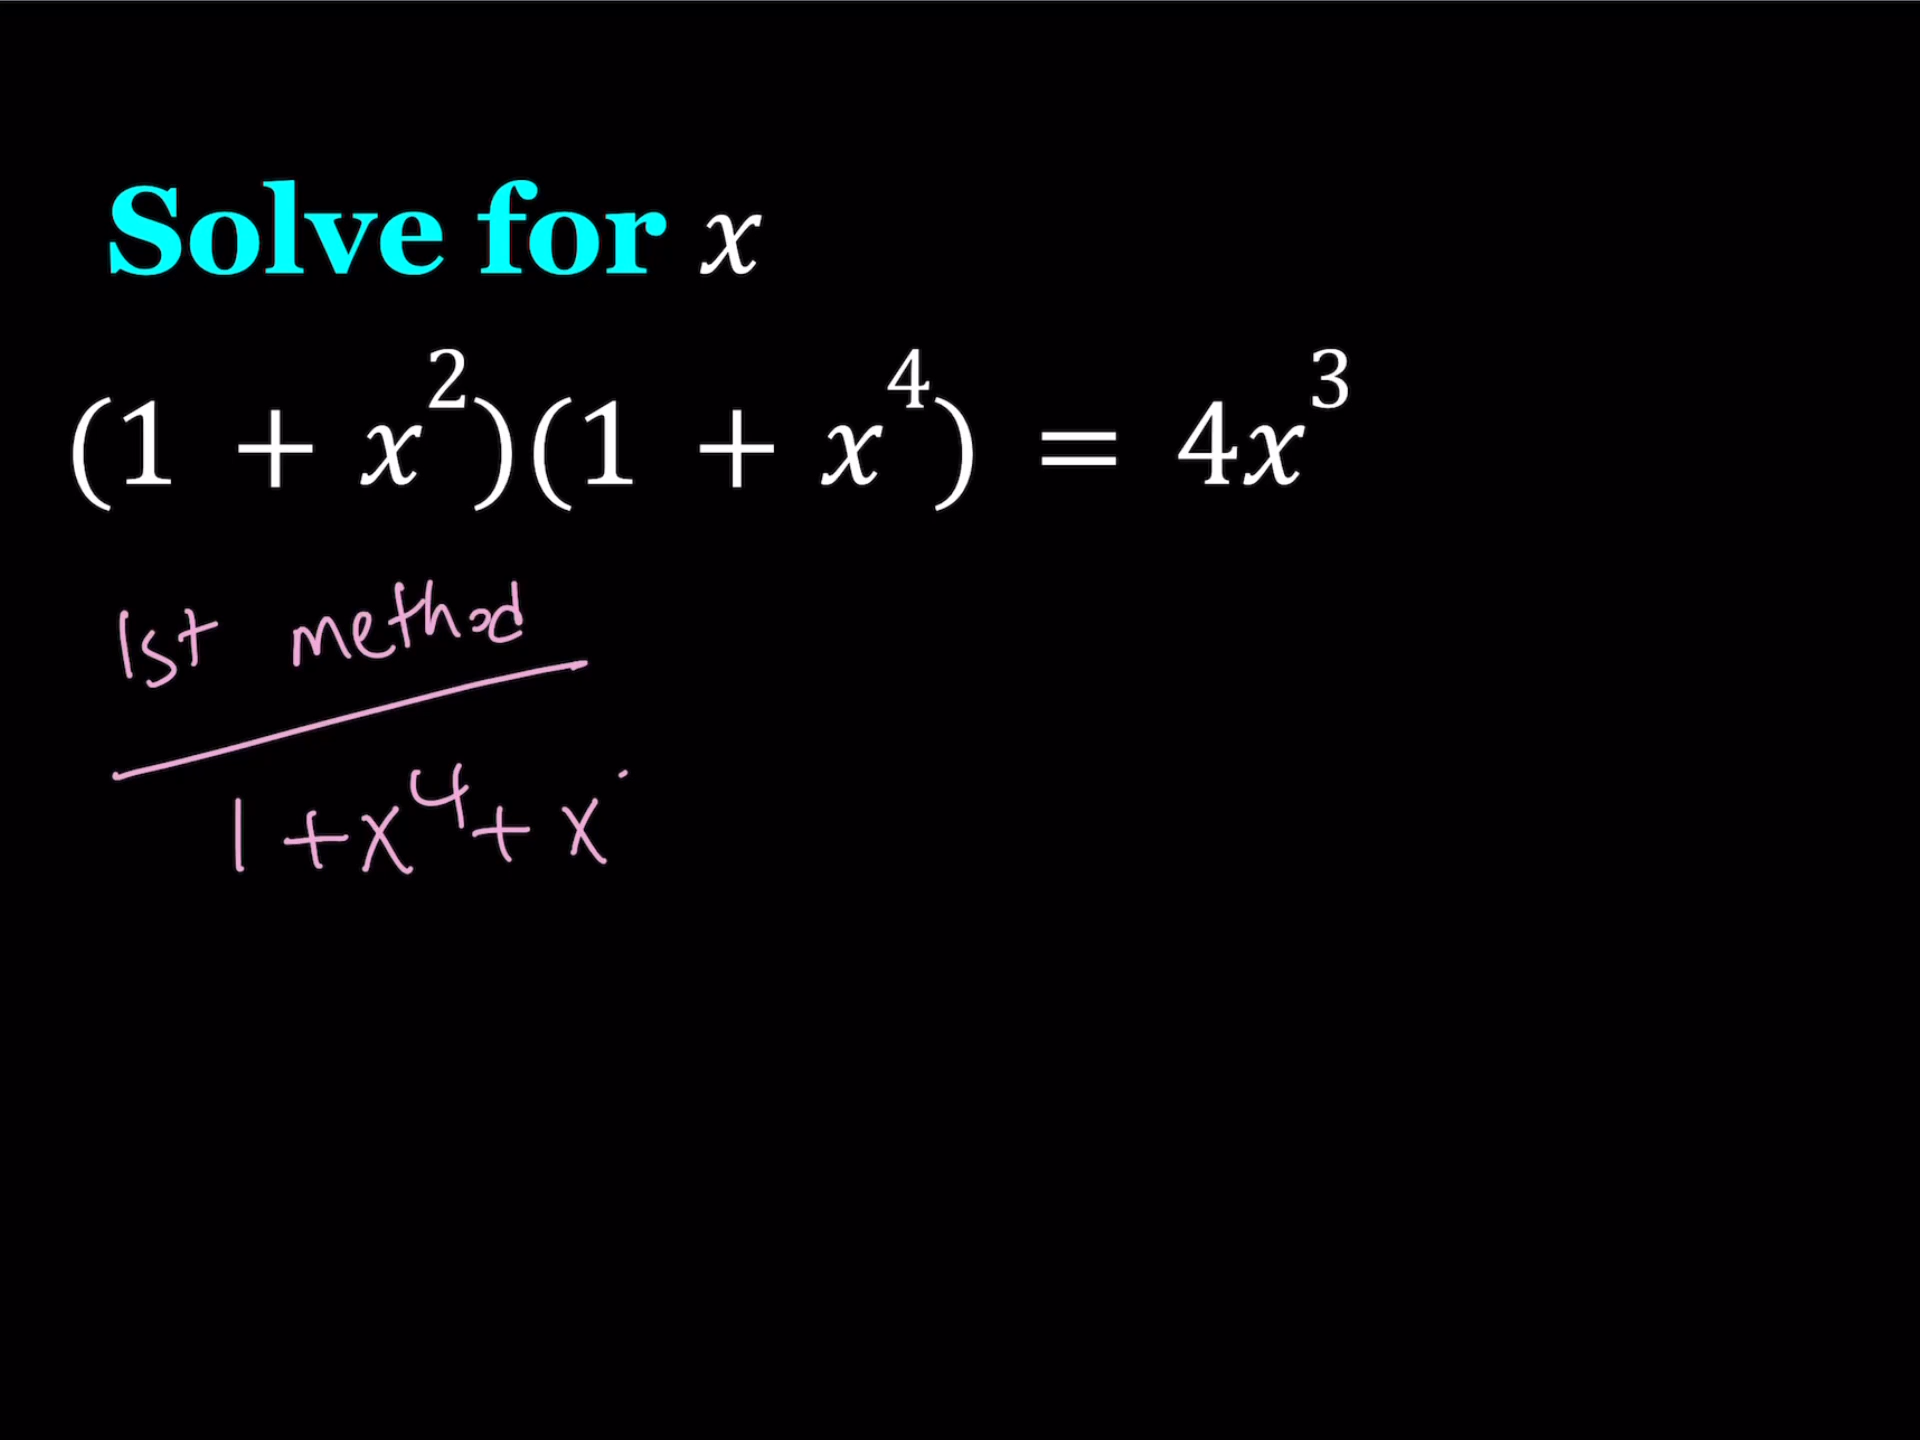 Solve for x
(1 + x²)(1 + x⁴) = 4x³
1st method
1 + x⁴ + x